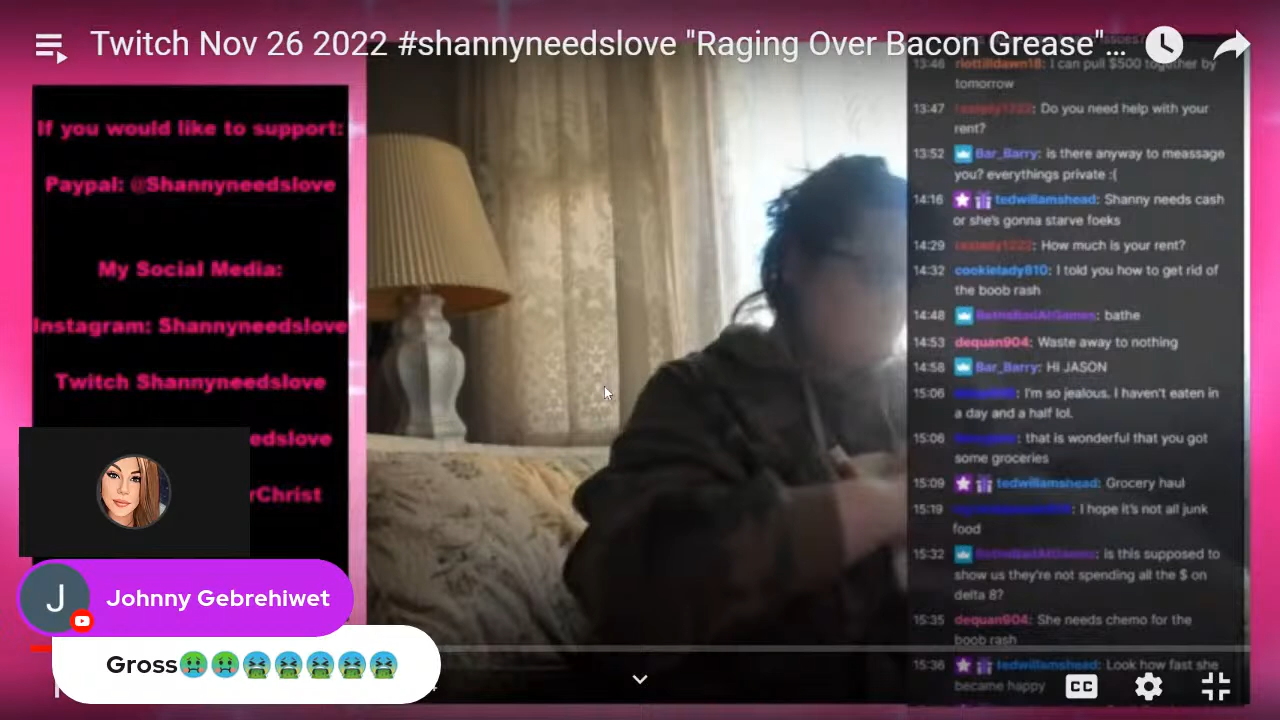 Twitch Nov 26 2022 #shannyneedslove "Raging Over Bacon Grease"...
If you would like to support:
Paypal: @Shannyneedslove
My Social Media:
Instagram: Shannyneedslove
Twitch Shannyneedslove
edslove
rChrist
J
Johnny Gebrehiwet
Gross🤢🤢🤮🤮🤮🤮🤮
13:46 riottilldawn18: I can pull $500 together by
tomorrow
13:47 : Do you need help with your
rent?
13:52 Bar_Barry: is there anyway to meassage
you? everythings private :(
14:16 tedwillamshead: Shanny needs cash
or she's gonna starve foeks
14:29 : How much is your rent?
14:32 cookielady810: I told you how to get rid of
the boob rash
14:48 BatneBadAtGames: bathe
14:53 dequan904: Waste away to nothing
14:58 Bar_Barry: HI JASON
15:06 : I'm so jealous. I haven't eaten in
a day and a half lol.
15:06 : that is wonderful that you got
some groceries
15:09 tedwillamshead: Grocery haul
15:19 : I hope it's not all junk
food
15:32 BatneBadAtGames: is this supposed to
show us they're not spending all the $ on
delta 8?
15:35 dequan904: She needs chemo for the
boob rash
15:36 tedwillamshead: Look how fast she
became happy
CC